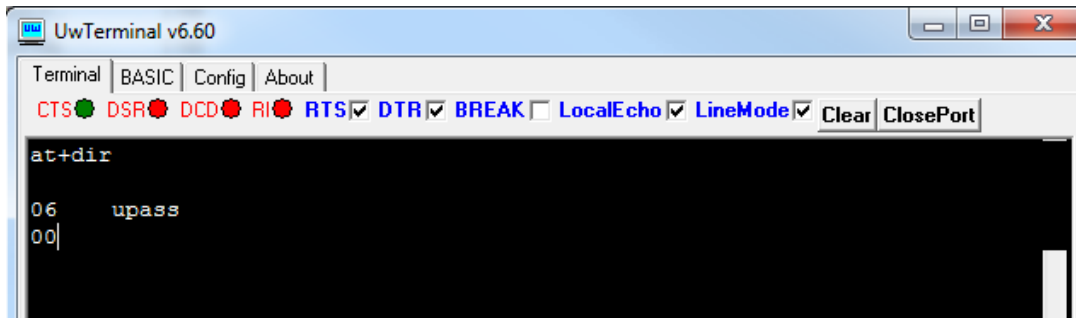 UwTerminal v6.60
Terminal BASIC Config About
CTS DSR DCD RI RTS DTR BREAK LocalEcho LineMode Clear ClosePort
at+dir
06 upass
00